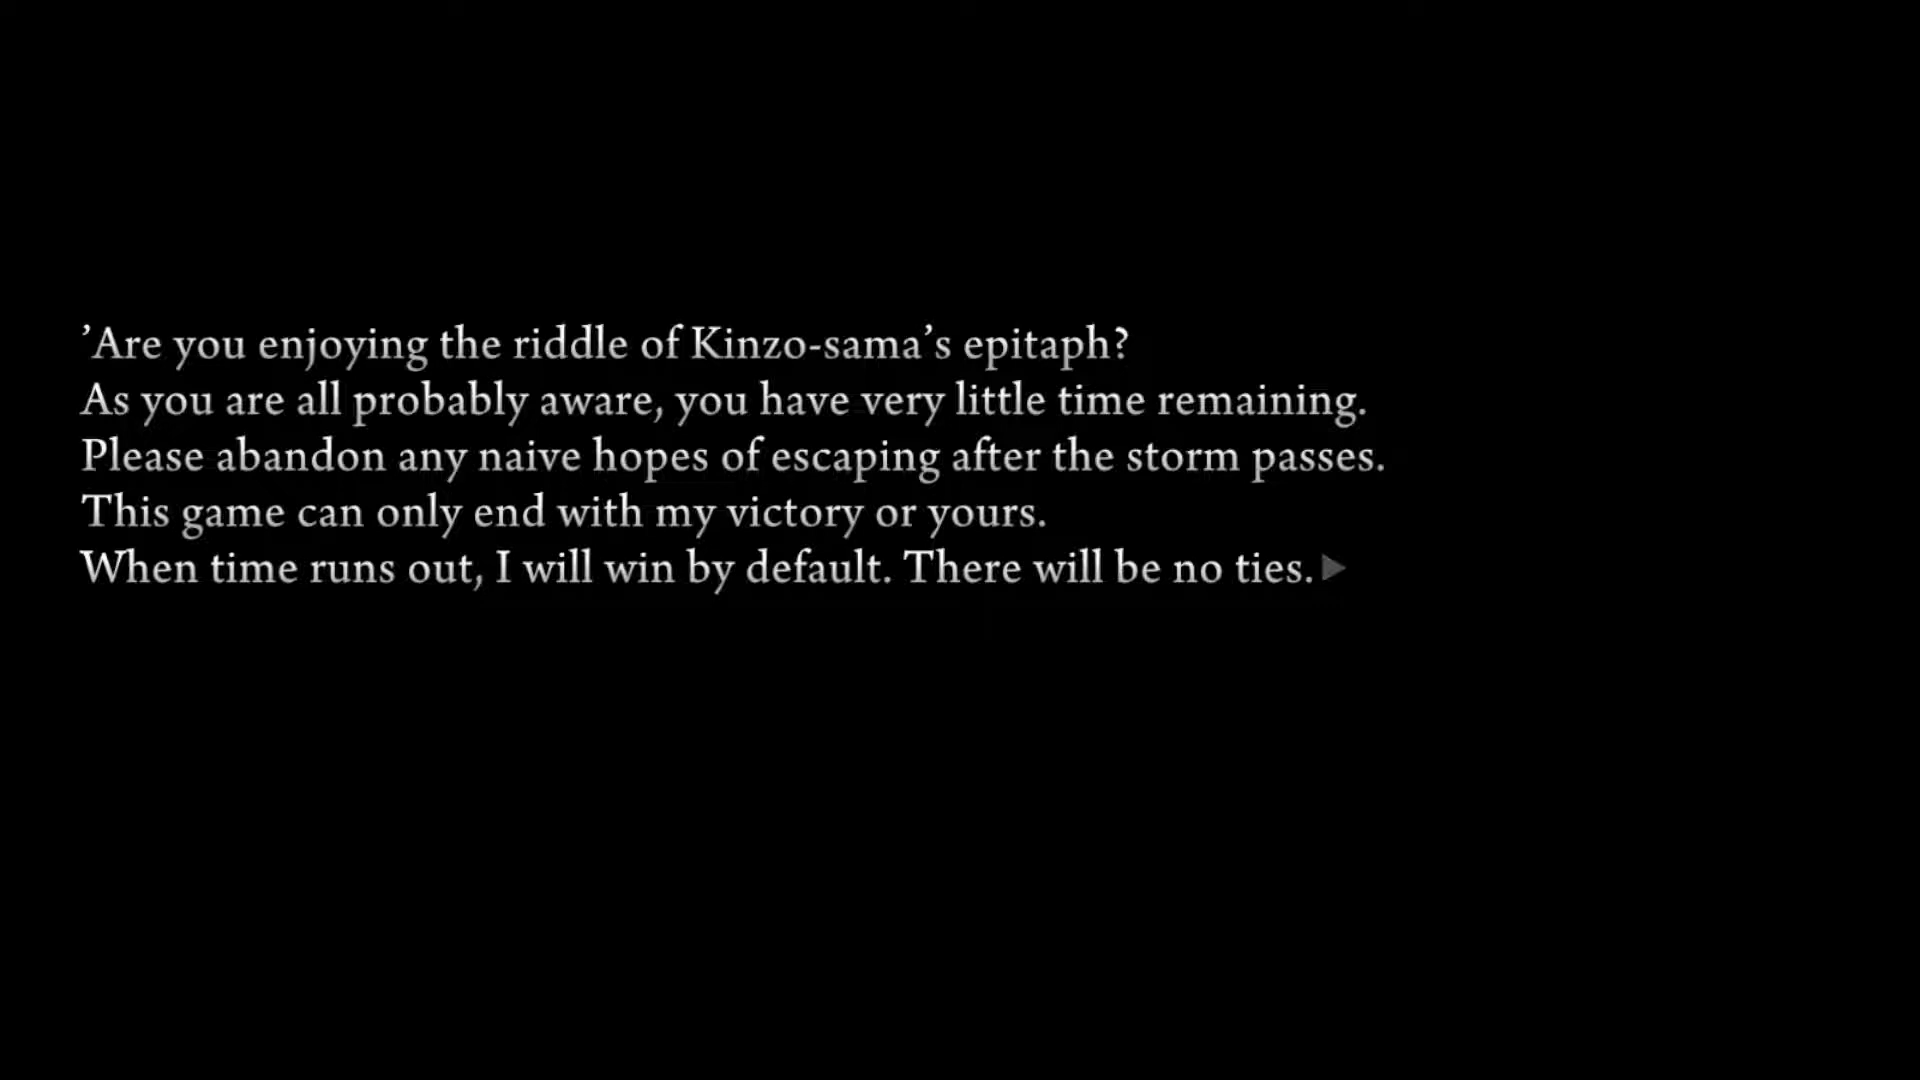 ’Are you enjoying the riddle of Kinzo-sama’s epitaph?
As you are all probably aware, you have very little time remaining.
Please abandon any naive hopes of escaping after the storm passes.
This game can only end with my victory or yours.
When time runs out, I will win by default. There will be no ties.